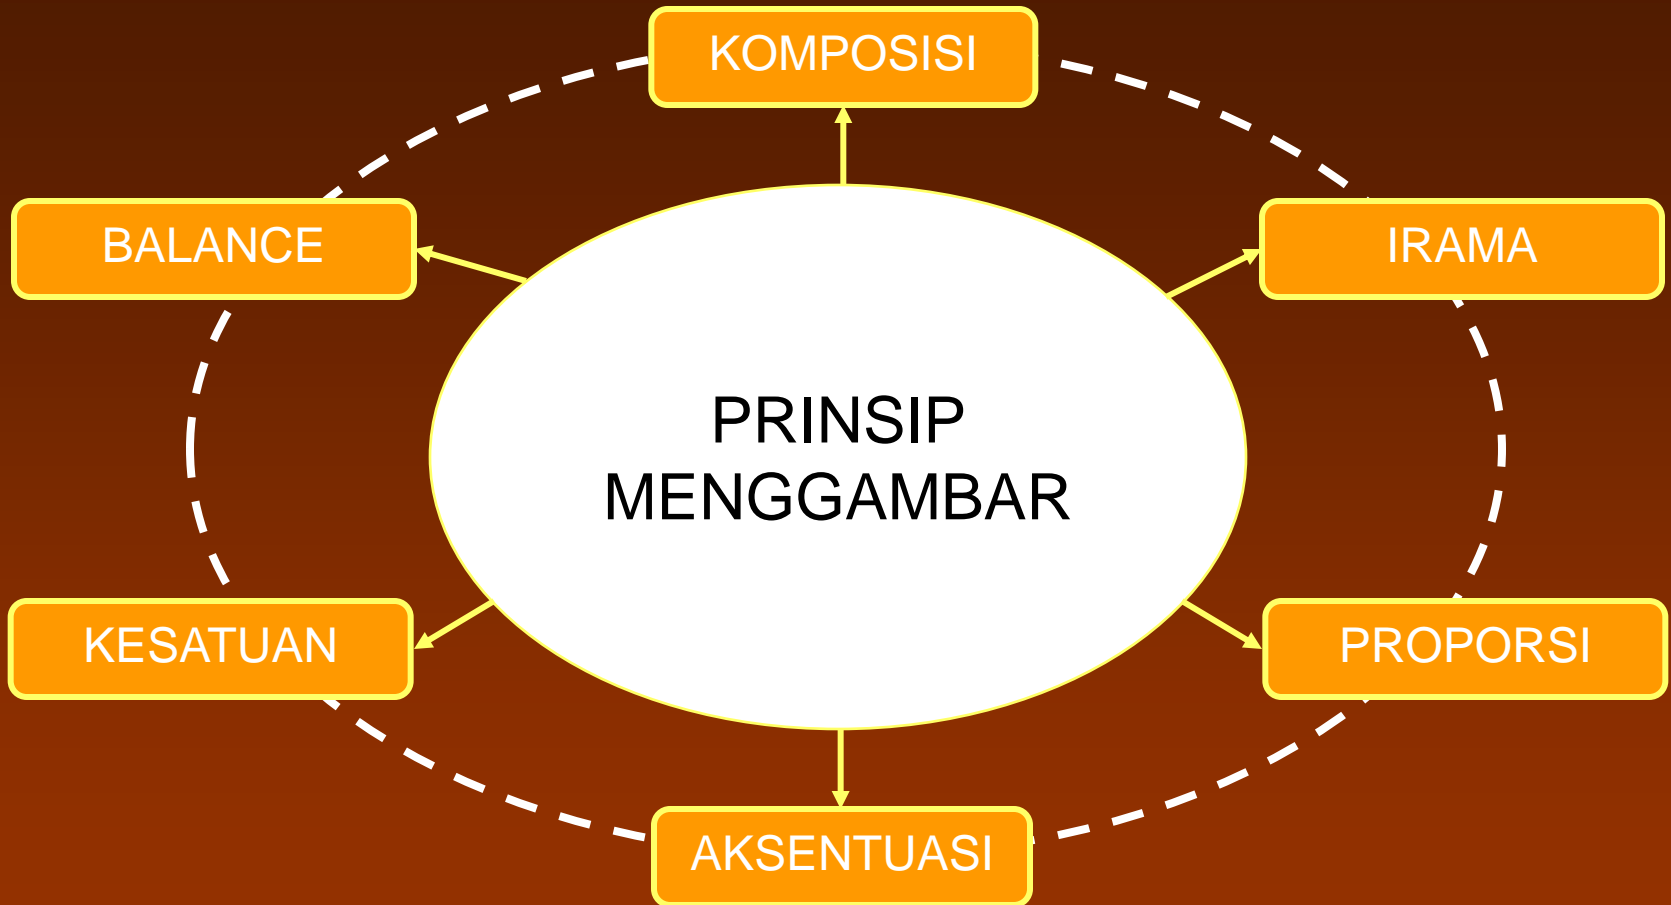 KOMPOSISI
BALANCE
IRAMA
PRINSIP
MENGGAMBAR
KESATUAN
PROPORSI
AKSENTUASI